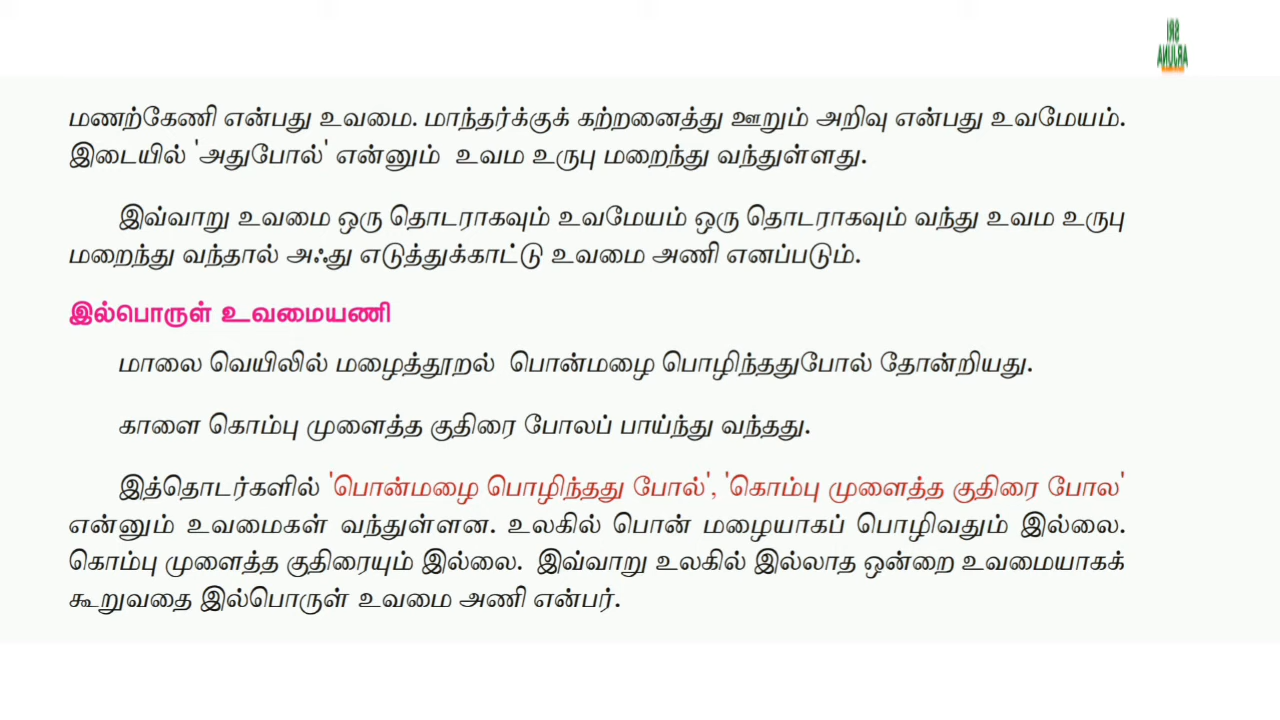 SRI
ARJUNA
மணற்கேணி என்பது உவமை. மாந்தர்க்குக் கற்றனைத்து ஊறும் அறிவு என்பது உவமேயம்.
இடையில் 'அதுபோல்' என்னும் உவம உருபு மறைந்து வந்துள்ளது.
இவ்வாறு உவமை ஒரு தொடராகவும் உவமேயம் ஒரு தொடராகவும் வந்து உவம உருபு
மறைந்து வந்தால் அஃது எடுத்துக்காட்டு உவமை அணி எனப்படும்.
இல்பொருள் உவமையணி
மாலை வெயிலில் மழைத்தூறல் பொன்மழை பொழிந்ததுபோல் தோன்றியது.
காளை கொம்பு முளைத்த குதிரை போலப் பாய்ந்து வந்தது.
இத்தொடர்களில் 'பொன்மழை பொழிந்தது போல்', 'கொம்பு முளைத்த குதிரை போல'
என்னும் உவமைகள் வந்துள்ளன. உலகில் பொன் மழையாகப் பொழிவதும் இல்லை.
கொம்பு முளைத்த குதிரையும் இல்லை. இவ்வாறு உலகில் இல்லாத ஒன்றை உவமையாகக்
கூறுவதை இல்பொருள் உவமை அணி என்பர்.